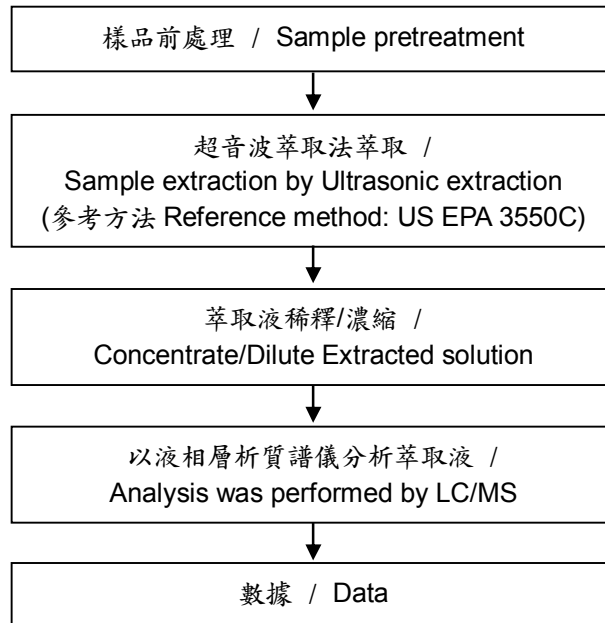 樣品前處理 / Sample pretreatment
超音波萃取法萃取 /
Sample extraction by Ultrasonic extraction
(參考方法 Reference method: US EPA 3550C)
萃取液稀釋/濃縮 /
Concentrate/Dilute Extracted solution
以液相層析質譜儀分析萃取液 /
Analysis was performed by LC/MS
數據 / Data